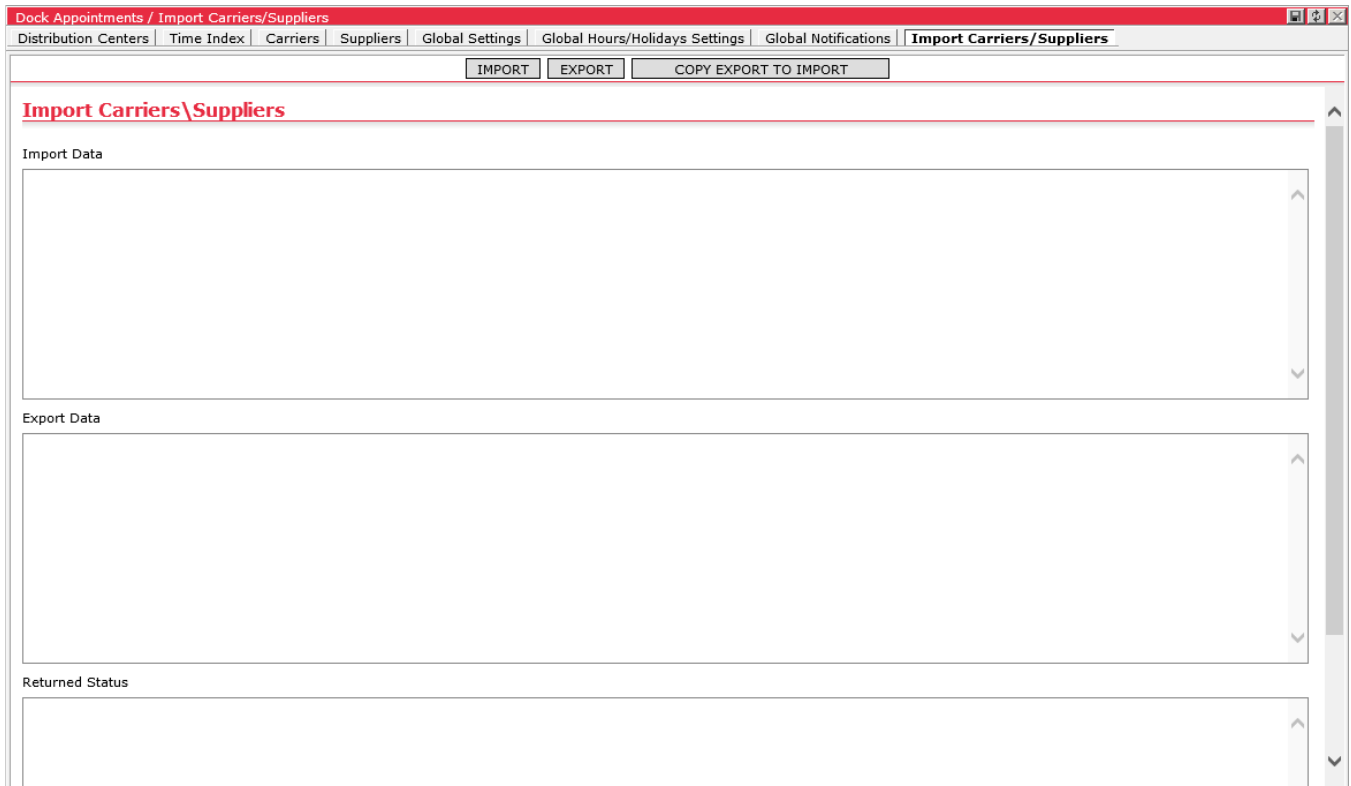 Dock Appointments / Import Carriers/Suppliers
Distribution Centers Time Index Carriers Suppliers Global Settings Global Hours/Holidays Settings Global Notifications Import Carriers/Suppliers
IMPORT EXPORT COPY EXPORT TO IMPORT
Import Carriers\Suppliers
Import Data
Export Data
Returned Status